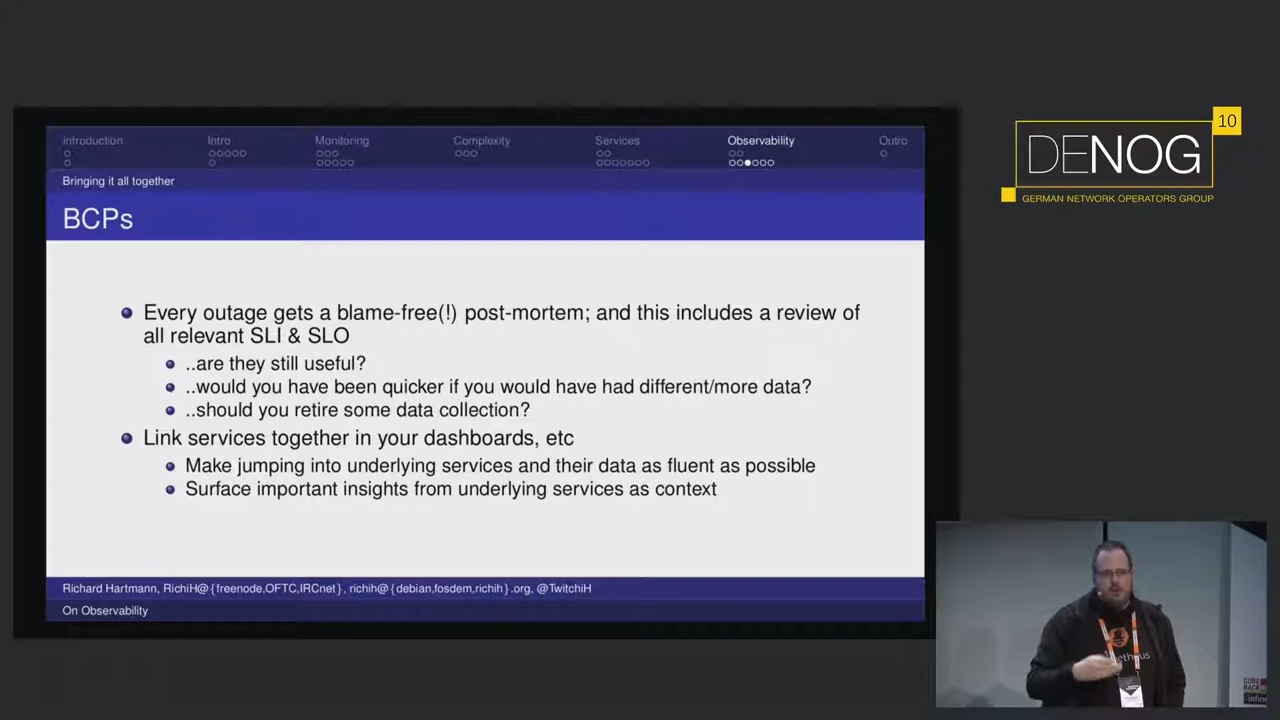 Introduction
Intro
Monitoring
Complexity
Services
Observability
Outro
Bringing it all together
BCPs
Every outage gets a blame-free(!) post-mortem; and this includes a review of
all relevant SLI & SLO
..are they still useful?
..would you have been quicker if you would have had different/more data?
..should you retire some data collection?
Link services together in your dashboards, etc
Make jumping into underlying services and their data as fluent as possible
Surface important insights from underlying services as context
Richard Hartmann, RichiH@{freenode,OFTC,IRCnet}, richih@{debian,fosdem,richih}.org, @TwitchiH
On Observability
10
DENOG
GERMAN NETWORK OPERATORS GROUP